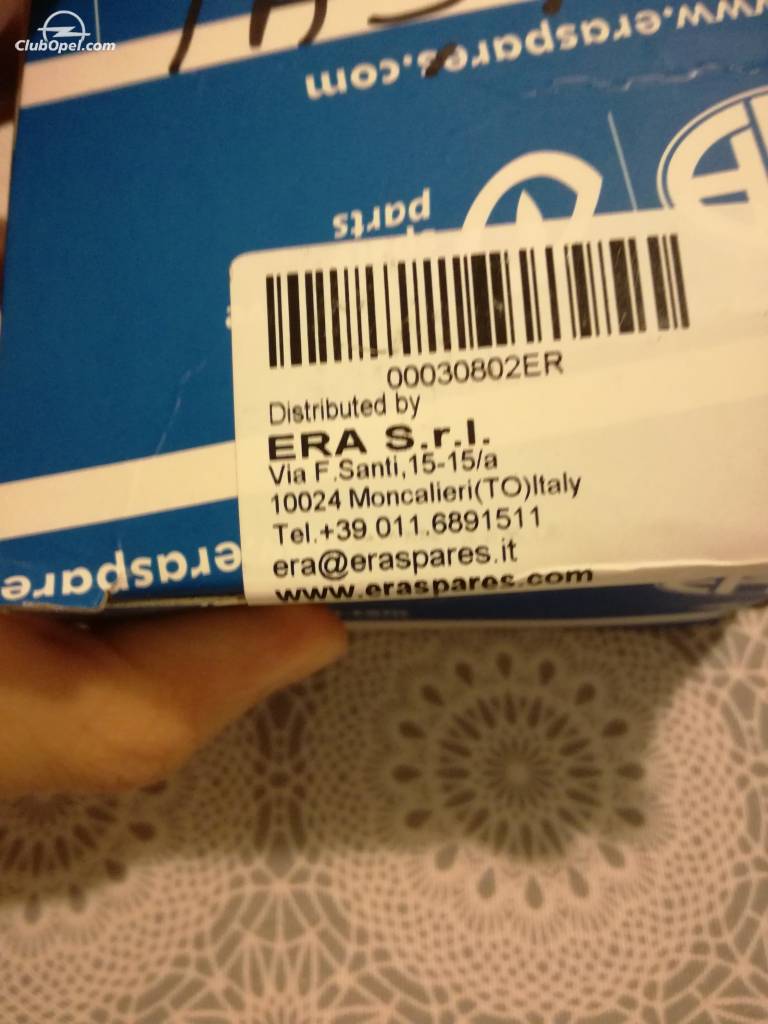 ClubOpel.com
www.eraspares.com
parts
00030802ER
Distributed by
ERA S.r.l.
Via F.Santi,15-15/a
10024 Moncalieri(TO)Italy
Tel.+39 011.6891511
era@eraspares.it
www.eraspares.com
eraspare